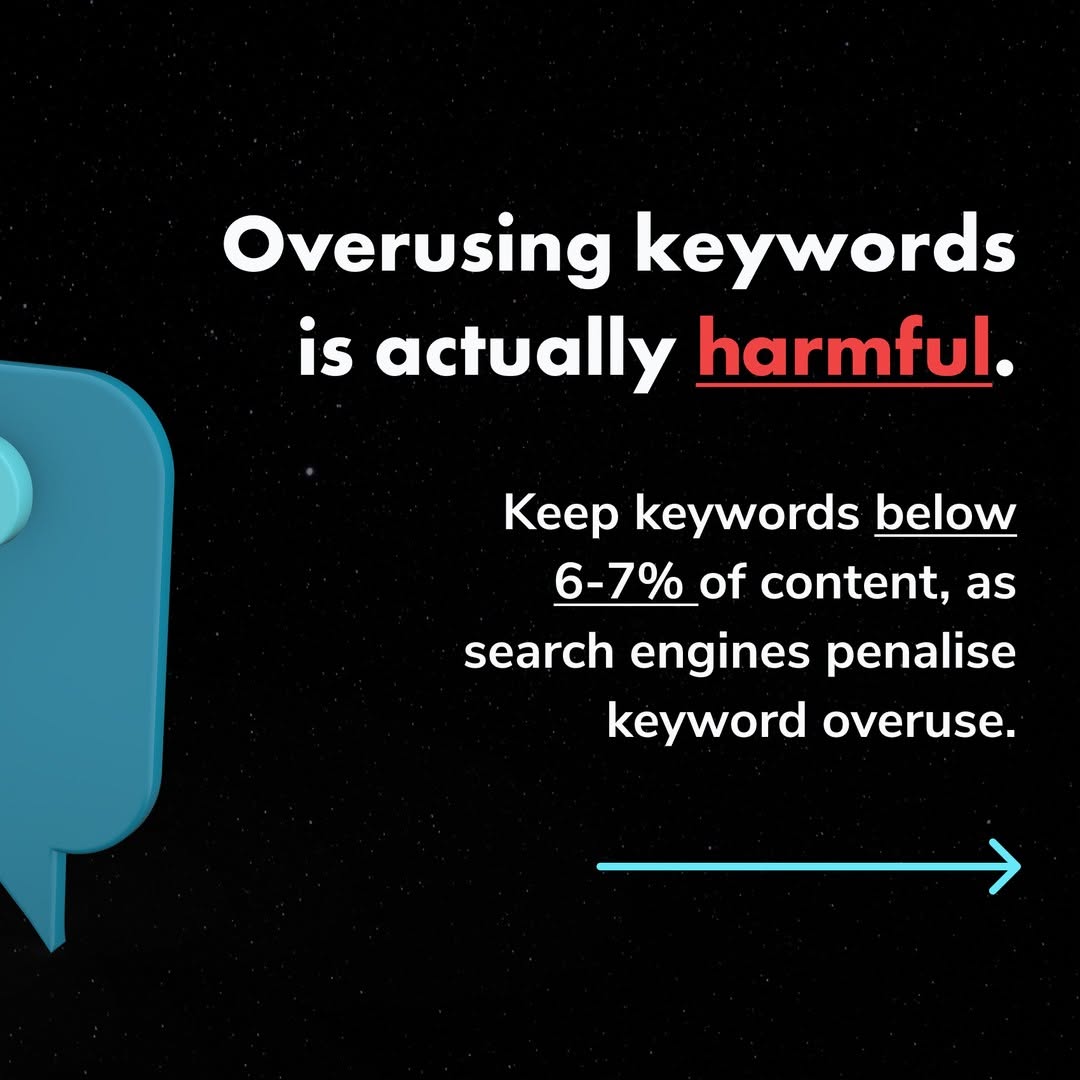 Overusing keywords
is actually harmful.
Keep keywords below
6-7% of content, as
search engines penalise
keyword overuse.